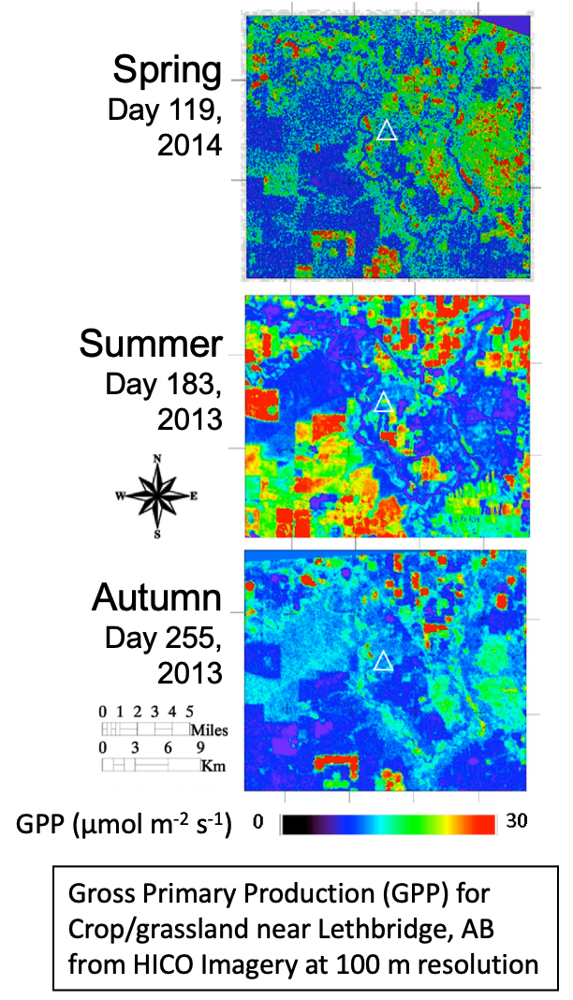 Spring
Day 119,
2014
Summer
Day 183,
2013
N
W E
S
Autumn
Day 255,
2013
0 1 2 3 4 5
Miles
0 3 6 9
Km
GPP (μmol m-2 s-1) 0 30
Gross Primary Production (GPP) for
Crop/grassland near Lethbridge, AB
from HICO Imagery at 100 m resolution